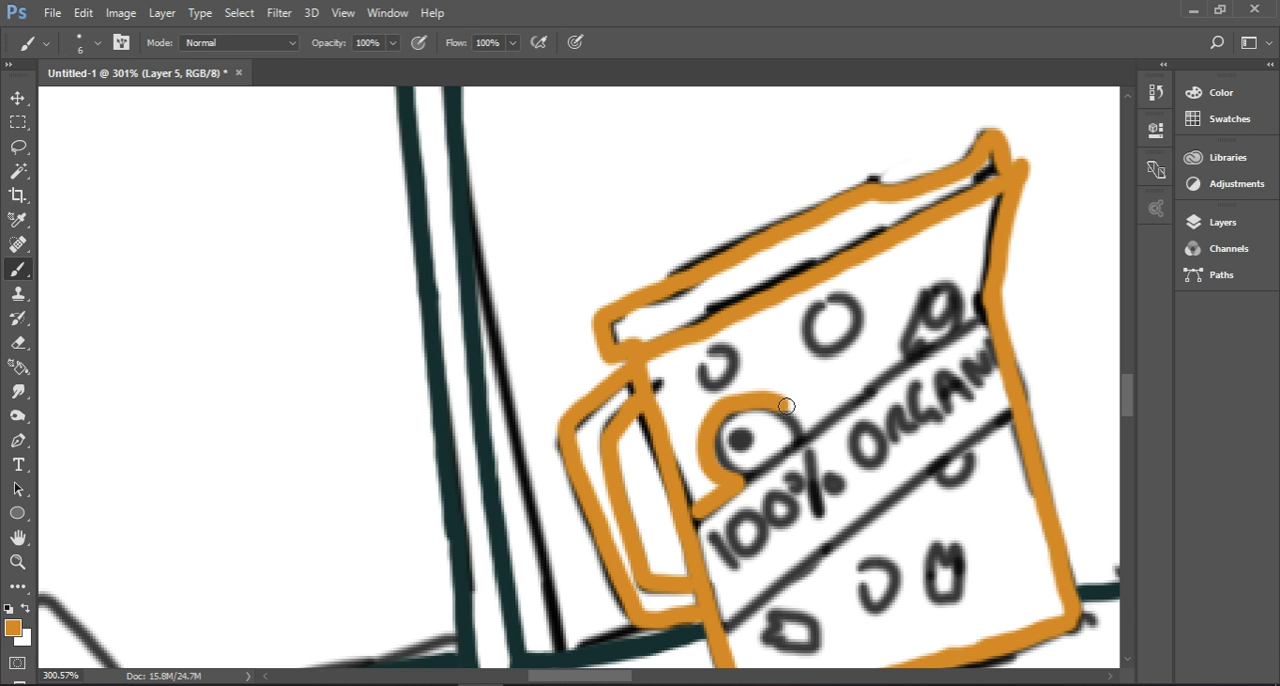 Ps File Edit Image Layer Type Select Filter 3D View Window Help
6 Mode: Normal Opacity: 100% Flow: 100%
Untitled-1 @ 301% (Layer 5, RGB/8) * ×
Color
Swatches
Libraries
Adjustments
Layers
Channels
Paths
100% ORGAN
300.57% Doc: 15.8M/24.7M